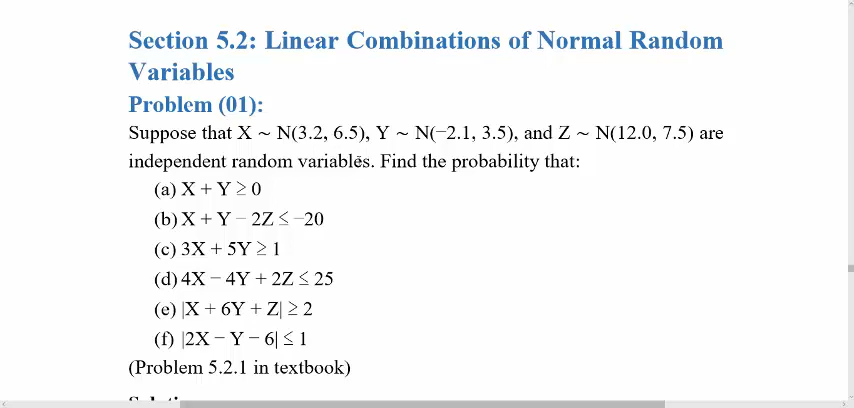 Section 5.2: Linear Combinations of Normal Random
Variables
Problem (01):
Suppose that X ~ N(3.2, 6.5), Y ~ N(−2.1, 3.5), and Z ~ N(12.0, 7.5) are
independent random variables. Find the probability that:
(a) X + Y ≥ 0
(b) X + Y − 2Z ≤ −20
(c) 3X + 5Y ≥ 1
(d) 4X − 4Y + 2Z ≤ 25
(e) |X + 6Y + Z| ≥ 2
(f) |2X − Y − 6| ≤ 1
(Problem 5.2.1 in textbook)